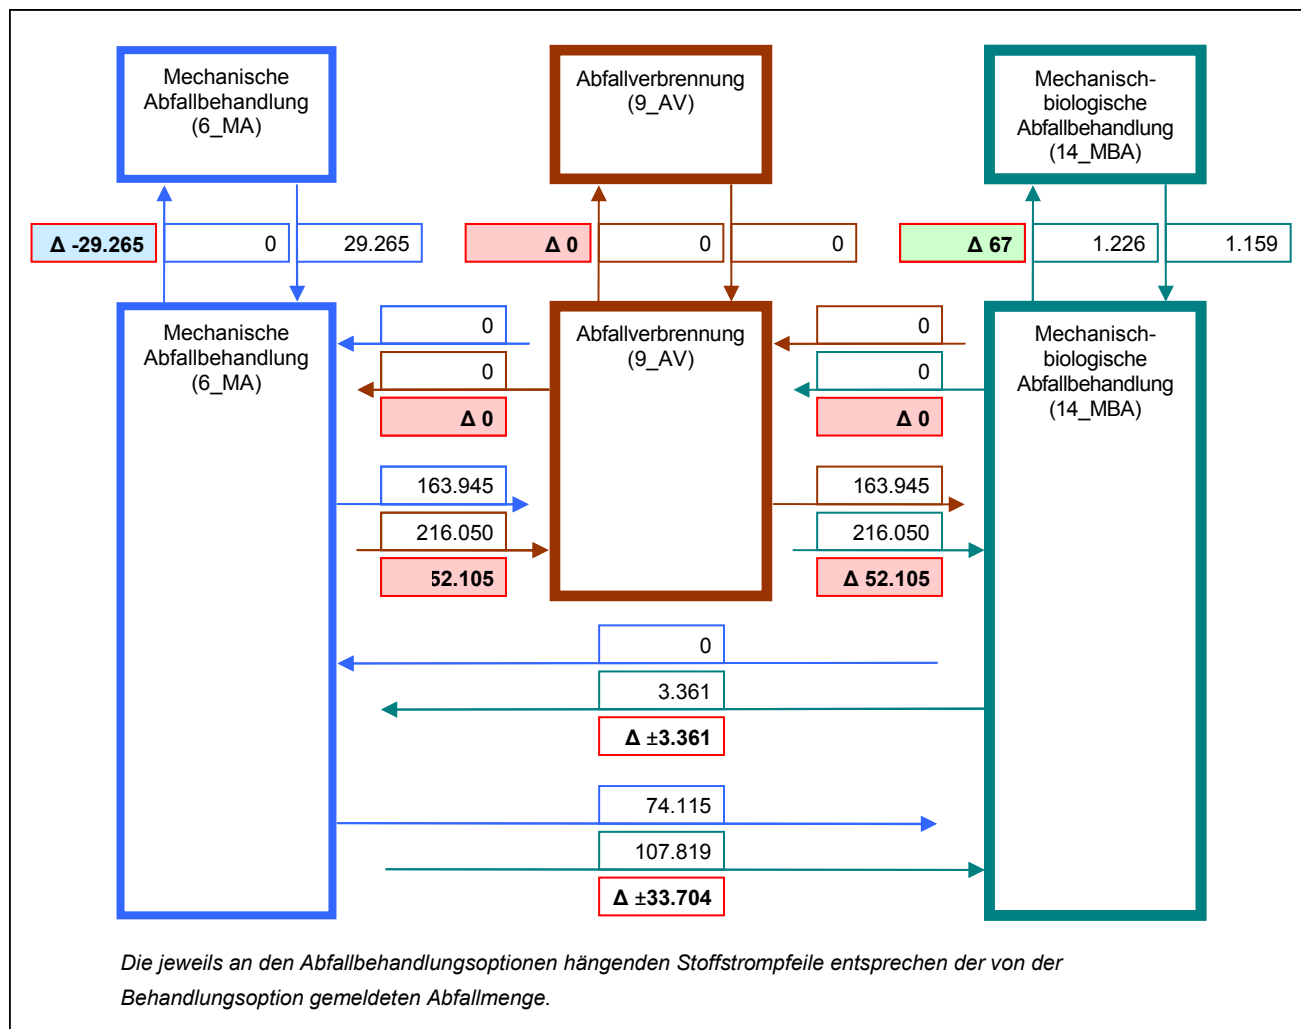 Mechanische
Abfallbehandlung
(6_MA)
Abfallverbrennung
(9_AV)
Mechanisch-
biologische
Abfallbehandlung
(14_MBA)
Δ -29.265
0
29.265
Δ 0
0
0
Δ 67
1.226
1.159
Mechanische
Abfallbehandlung
(6_MA)
0
0
Δ 0
163.945
216.050
52.105
Abfallverbrennung
(9_AV)
0
0
Δ 0
163.945
216.050
Δ 52.105
Mechanisch-
biologische
Abfallbehandlung
(14_MBA)
0
3.361
Δ ±3.361
74.115
107.819
Δ ±33.704
Die jeweils an den Abfallbehandlungsoptionen hängenden Stoffstrompfeile entsprechen der von der
Behandlungsoption gemeldeten Abfallmenge.